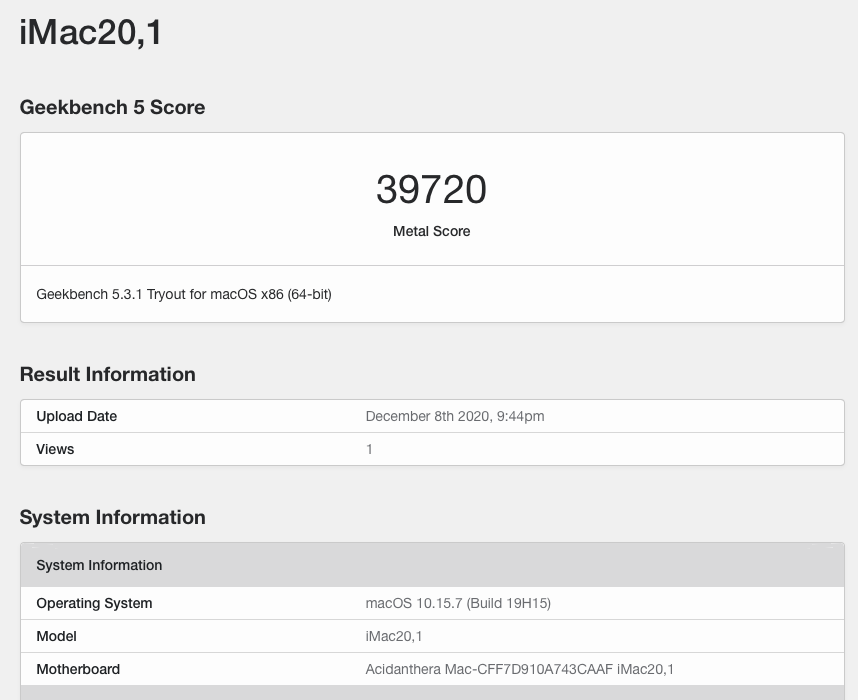 iMac20,1
Geekbench 5 Score
39720
Metal Score
Geekbench 5.3.1 Tryout for macOS x86 (64-bit)
Result Information
Upload Date December 8th 2020, 9:44pm
Views 1
System Information
System Information
Operating System macOS 10.15.7 (Build 19H15)
Model iMac20,1
Motherboard Acidanthera Mac-CFF7D910A743CAAF iMac20,1